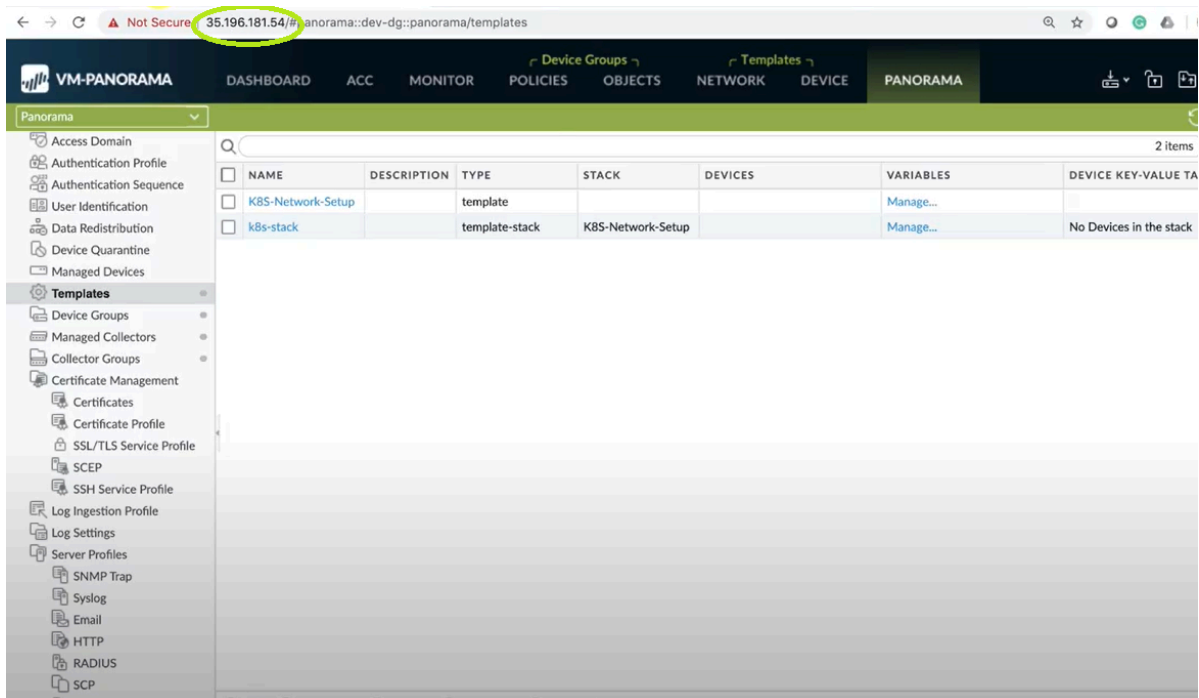 Not Secure 35.196.181.54/#panorama::dev-dg::panorama/templates
VM-PANORAMA
DASHBOARD
ACC
MONITOR
Device Groups
POLICIES
OBJECTS
Templates
NETWORK
DEVICE
PANORAMA
Panorama
Access Domain
Authentication Profile
Authentication Sequence
User Identification
Data Redistribution
Device Quarantine
Managed Devices
Templates
Device Groups
Managed Collectors
Collector Groups
Certificate Management
Certificates
Certificate Profile
SSL/TLS Service Profile
SCEP
SSH Service Profile
Log Ingestion Profile
Log Settings
Server Profiles
SNMP Trap
Syslog
Email
HTTP
RADIUS
SCP
2 items
NAME DESCRIPTION TYPE STACK DEVICES VARIABLES DEVICE KEY-VALUE TA
K8S-Network-Setup template Manage...
k8s-stack template-stack K8S-Network-Setup Manage... No Devices in the stack